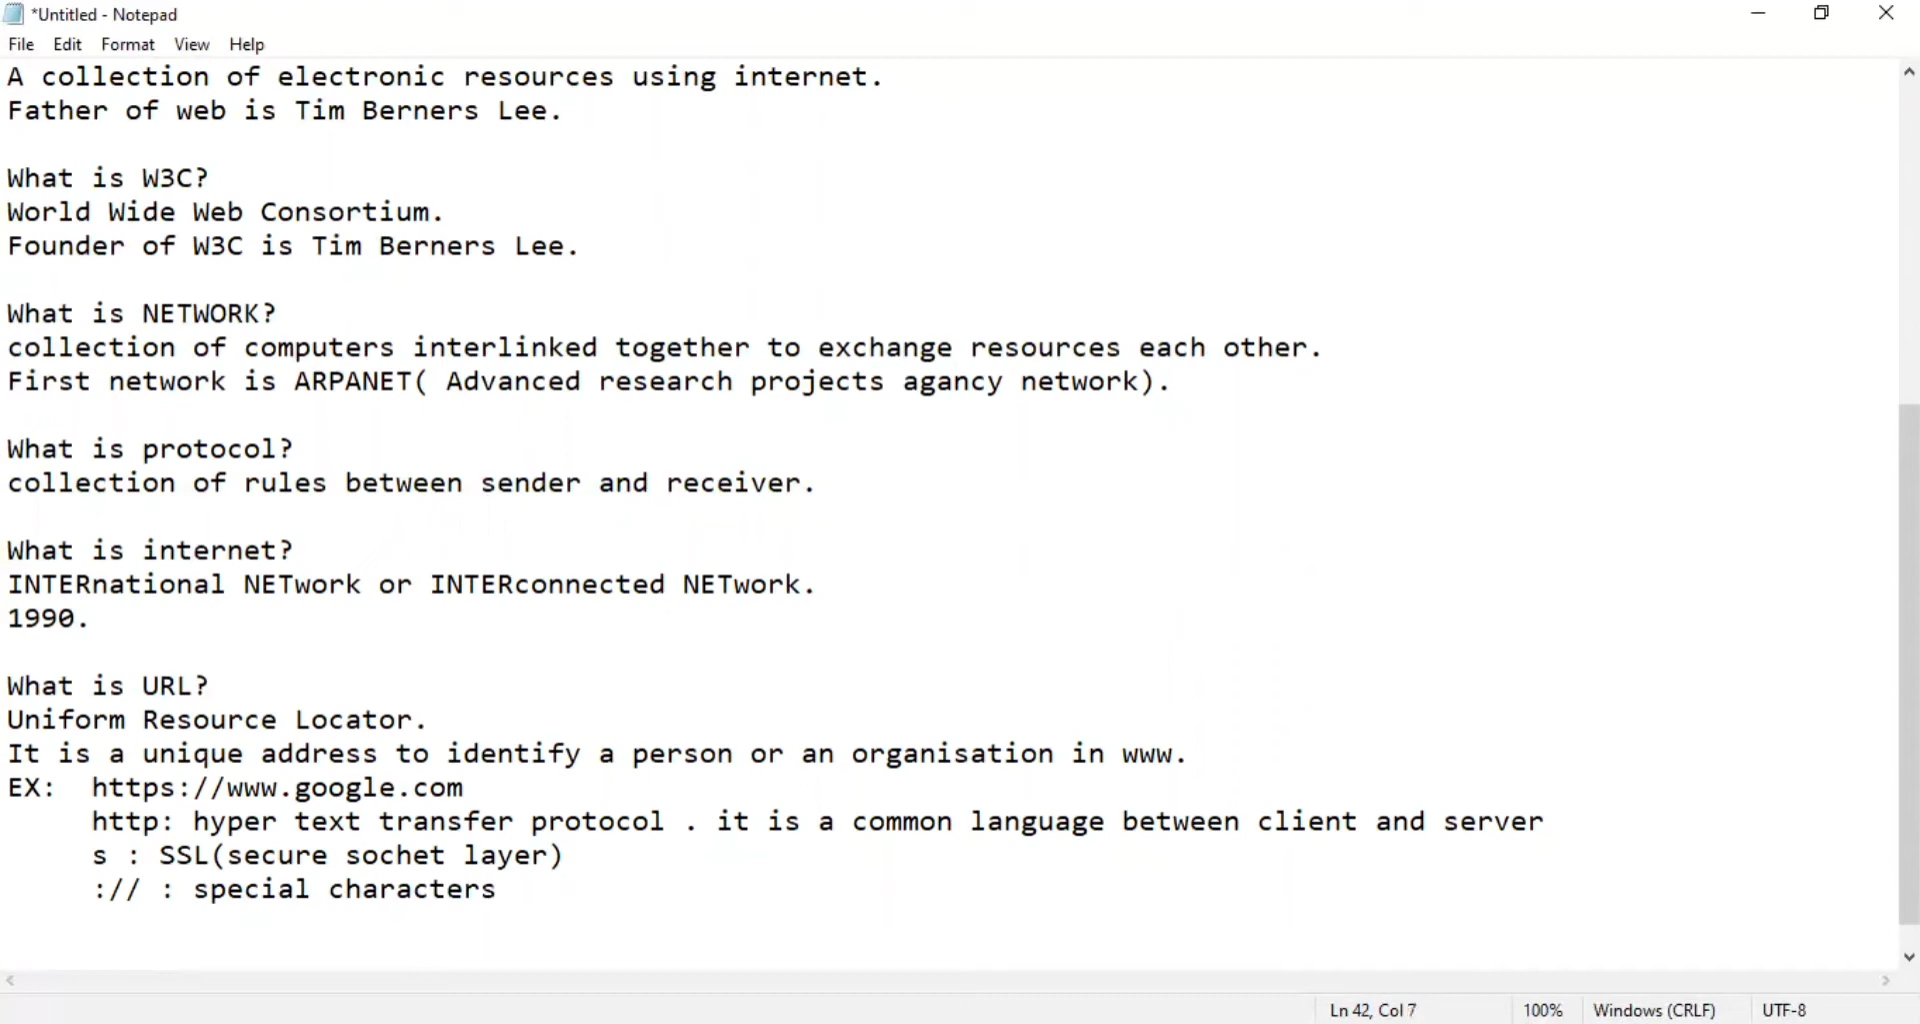 *Untitled - Notepad
File Edit Format View Help
A collection of electronic resources using internet.
Father of web is Tim Berners Lee.
What is W3C?
World Wide Web Consortium.
Founder of W3C is Tim Berners Lee.
What is NETWORK?
collection of computers interlinked together to exchange resources each other.
First network is ARPANET( Advanced research projects agancy network).
What is protocol?
collection of rules between sender and receiver.
What is internet?
INTERnational NETwork or INTERconnected NETwork.
1990.
What is URL?
Uniform Resource Locator.
It is a unique address to identify a person or an organisation in www.
EX:  https://www.google.com
http: hyper text transfer protocol . it is a common language between client and server
s : SSL(secure sochet layer)
:// : special characters
Ln 42, Col 7 100% Windows (CRLF) UTF-8